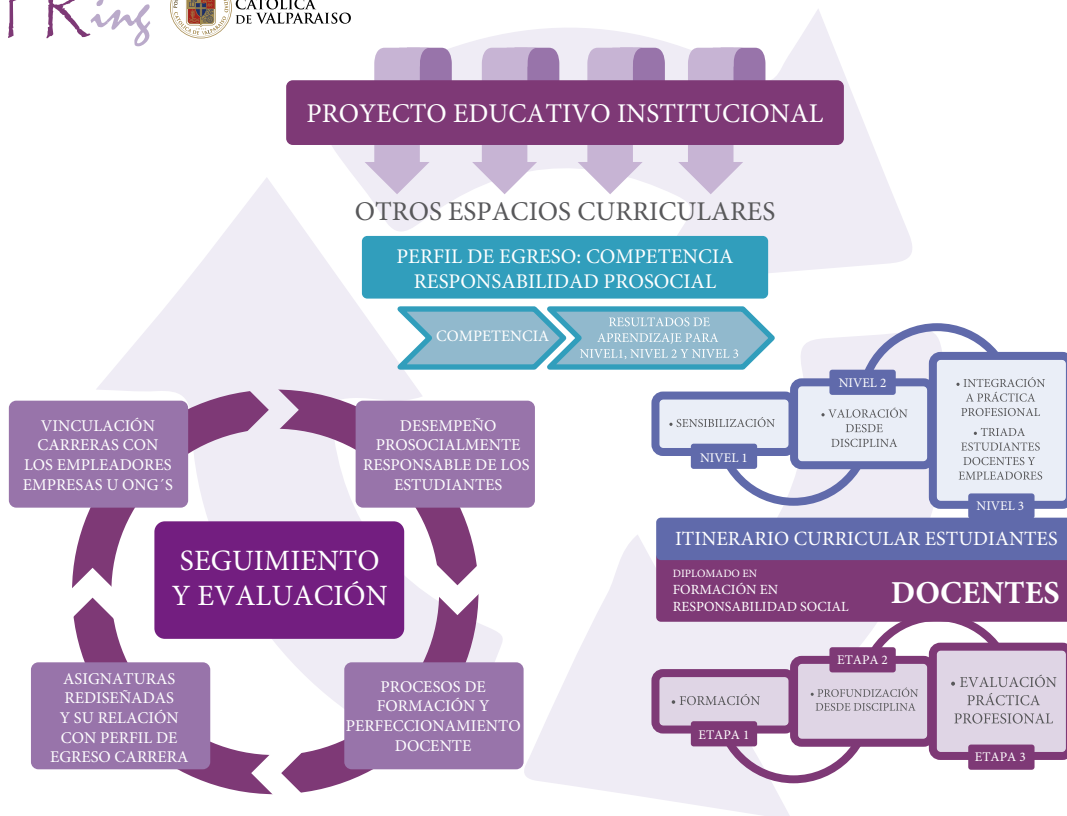 CATÓLICA
DE VALPARAISO
PROYECTO EDUCATIVO INSTITUCIONAL
OTROS ESPACIOS CURRICULARES
PERFIL DE EGRESO: COMPETENCIA
RESPONSABILIDAD PROSOCIAL
COMPETENCIA
RESULTADOS DE
APRENDIZAJE PARA
NIVEL1, NIVEL 2 Y NIVEL 3
VINCULACIÓN
CARRERAS CON
LOS EMPLEADORES
EMPRESAS U ONG´S
DESEMPEÑO
PROSOCIALMENTE
RESPONSABLE DE LOS
ESTUDIANTES
SEGUIMIENTO
Y EVALUACIÓN
ASIGNATURAS
REDISEÑADAS
Y SU RELACIÓN
CON PERFIL DE
EGRESO CARRERA
PROCESOS DE
FORMACIÓN Y
PERFECCIONAMIENTO
DOCENTE
• SENSIBILIZACIÓN
NIVEL 1
NIVEL 2
• VALORACIÓN
DESDE
DISCIPLINA
• INTEGRACIÓN
A PRÁCTICA
PROFESIONAL
• TRIADA
ESTUDIANTES
DOCENTES Y
EMPLEADORES
NIVEL 3
ITINERARIO CURRICULAR ESTUDIANTES
DIPLOMADO EN
FORMACIÓN EN
RESPONSABILIDAD SOCIAL
DOCENTES
• FORMACIÓN
ETAPA 1
ETAPA 2
• PROFUNDIZACIÓN
DESDE DISCIPLINA
• EVALUACIÓN
PRÁCTICA
PROFESIONAL
ETAPA 3